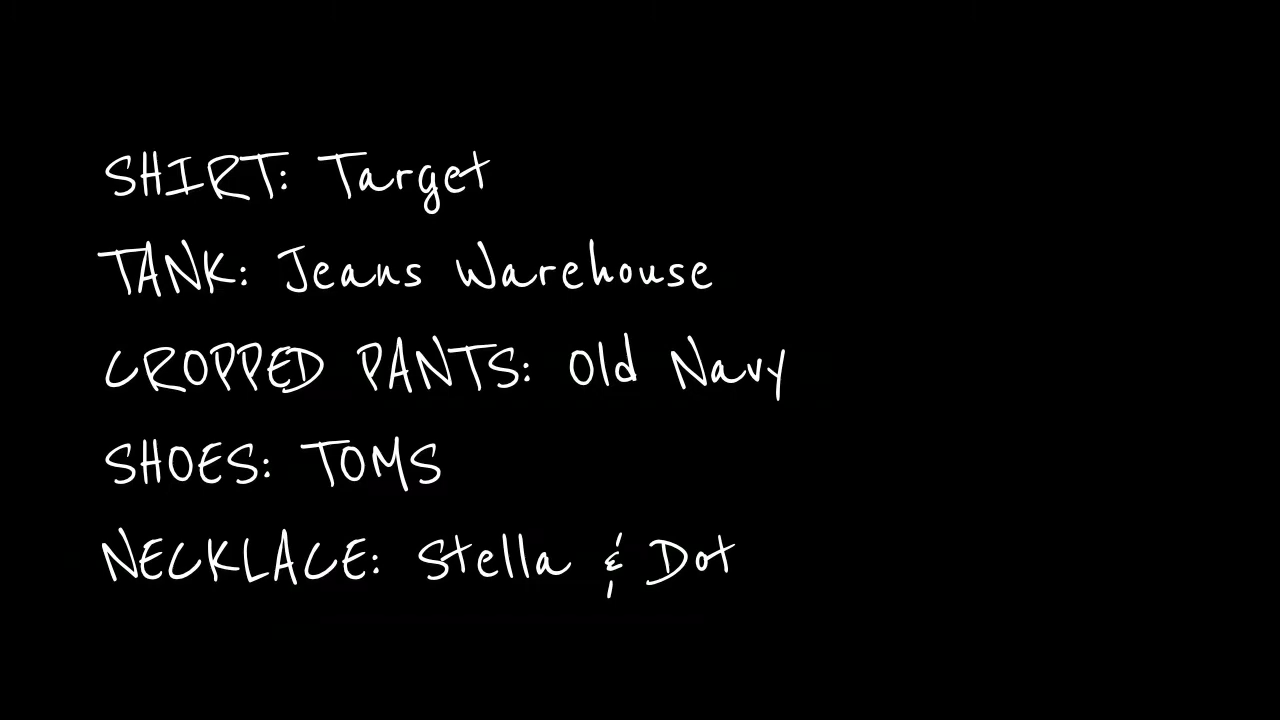 SHIRT: Target
TANK: Jeans Warehouse
CROPPED PANTS: Old Navy
SHOES: TOMS
NECKLACE: Stella & Dot